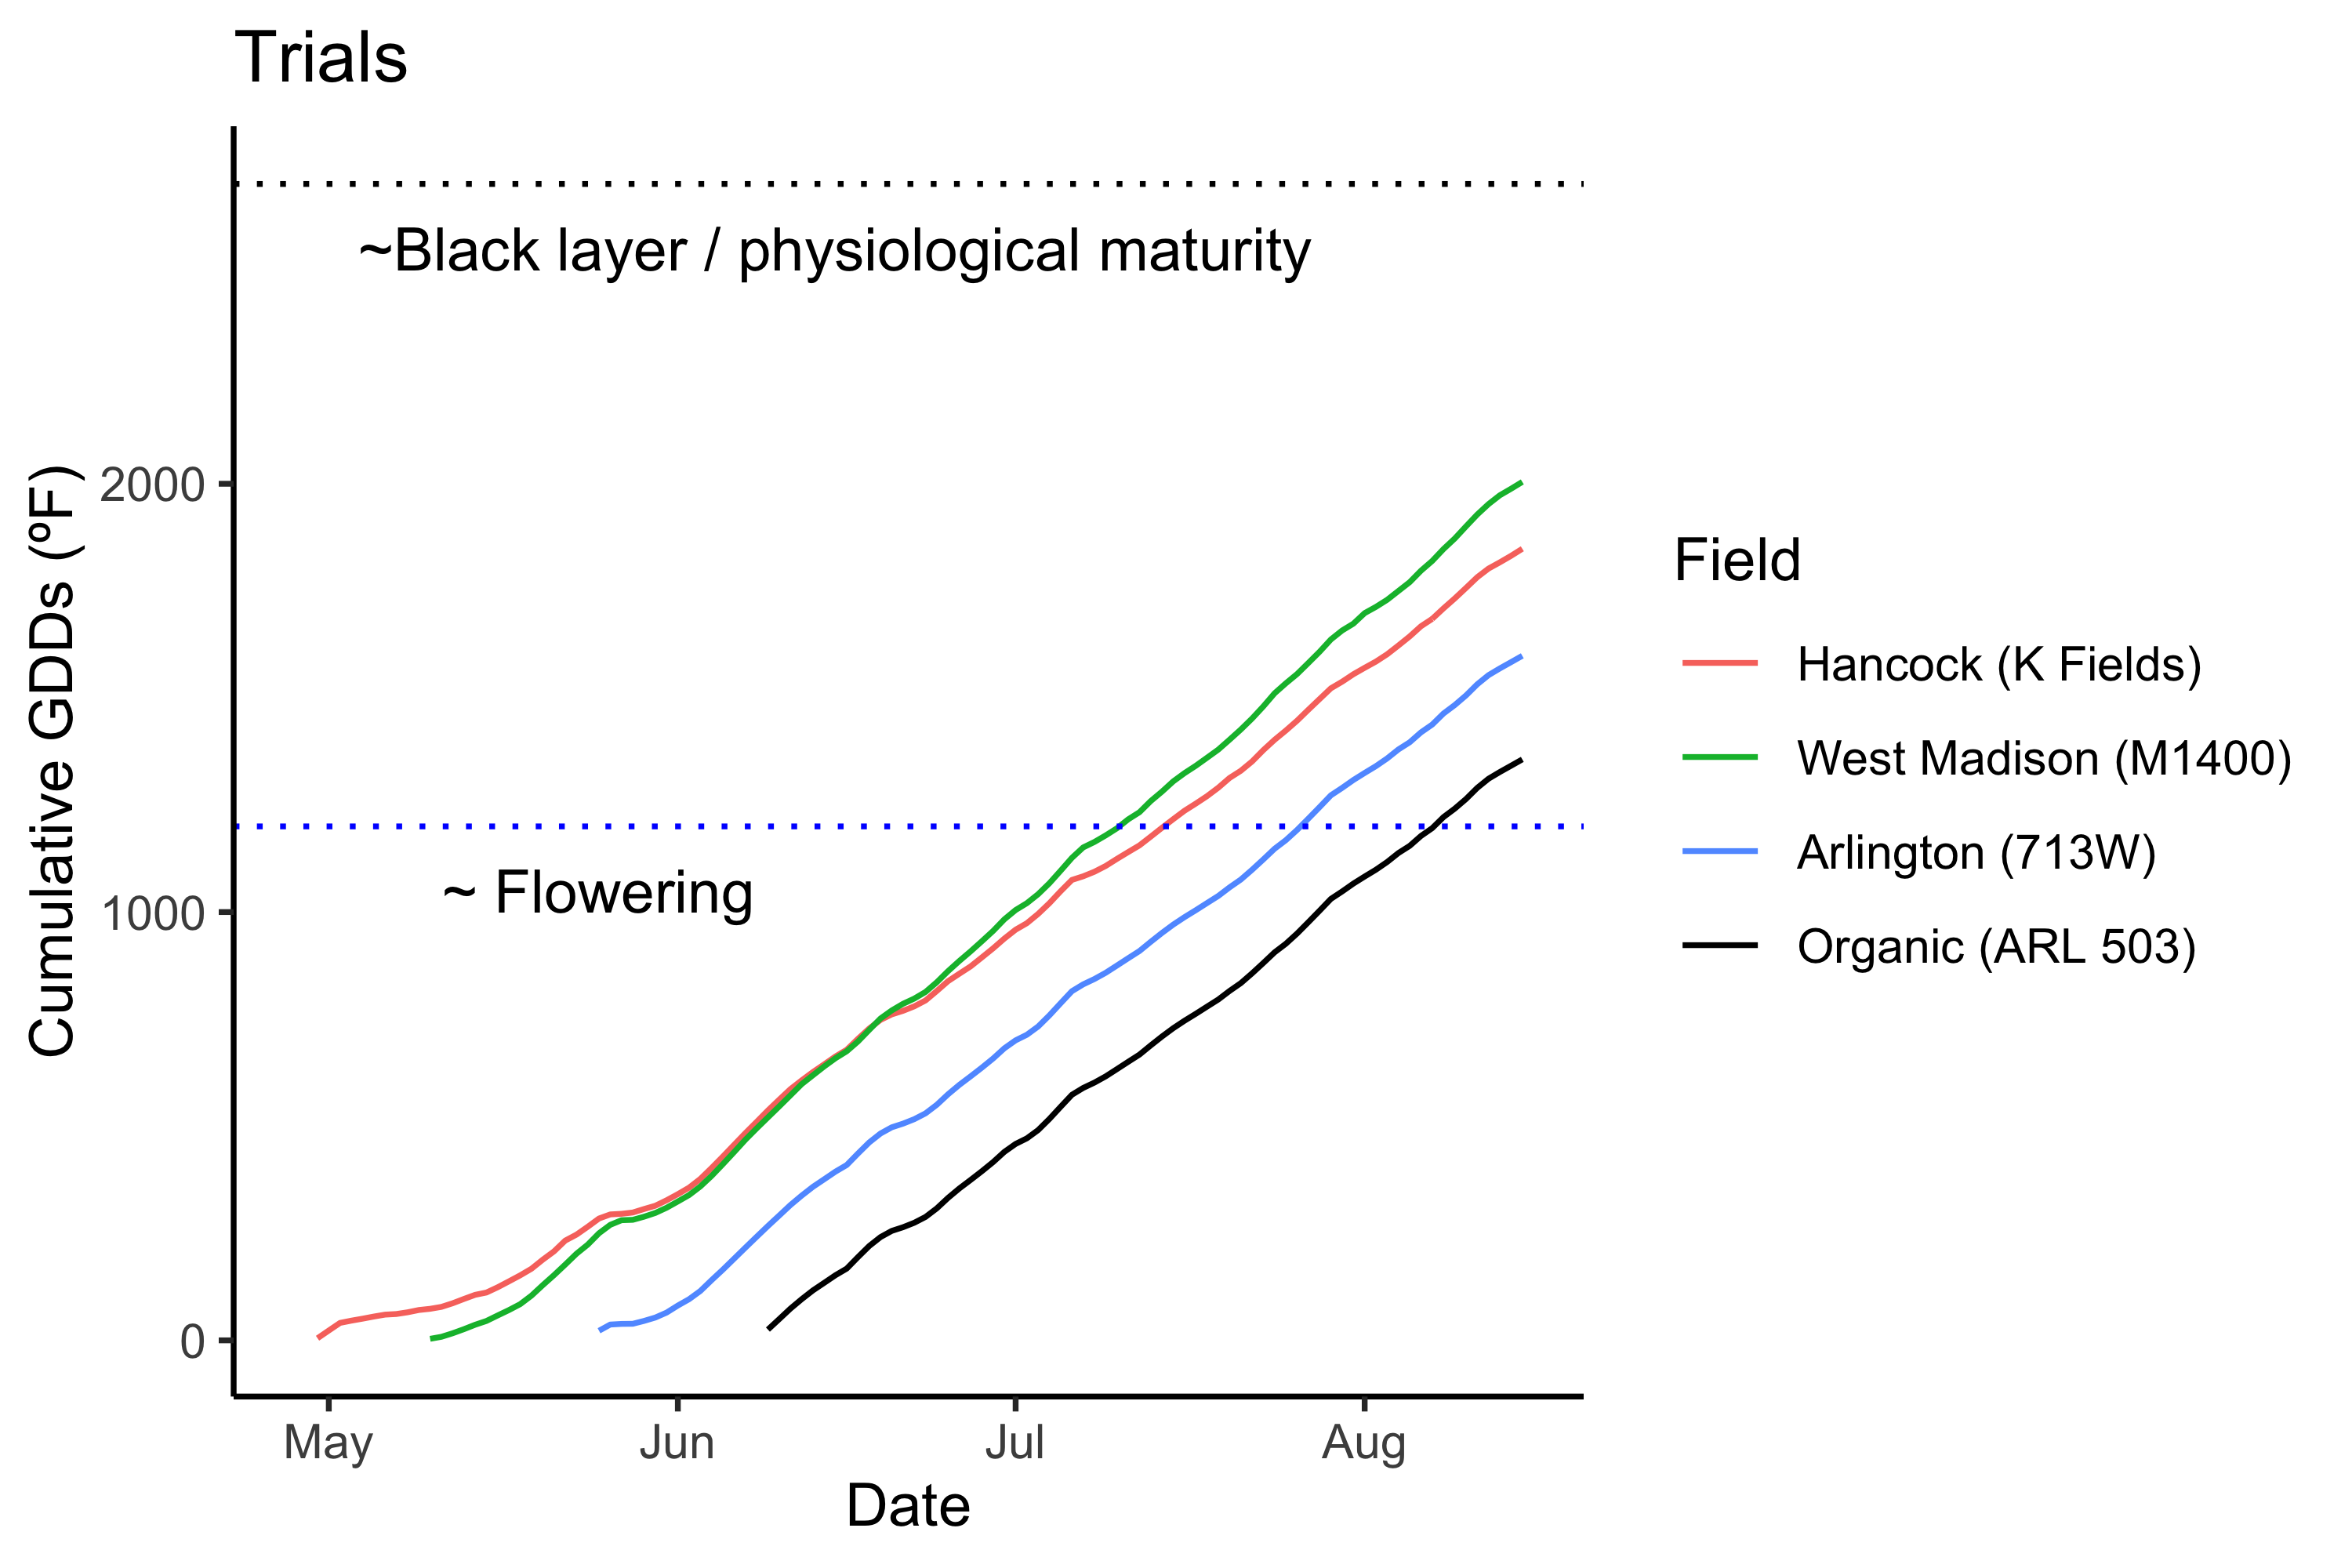 Trials
~Black layer / physiological maturity
~ Flowering
Cumulative GDDs (ºF)
2000
1000
0
May
Jun
Jul
Aug
Date
Field
Hancock (K Fields)
West Madison (M1400)
Arlington (713W)
Organic (ARL 503)